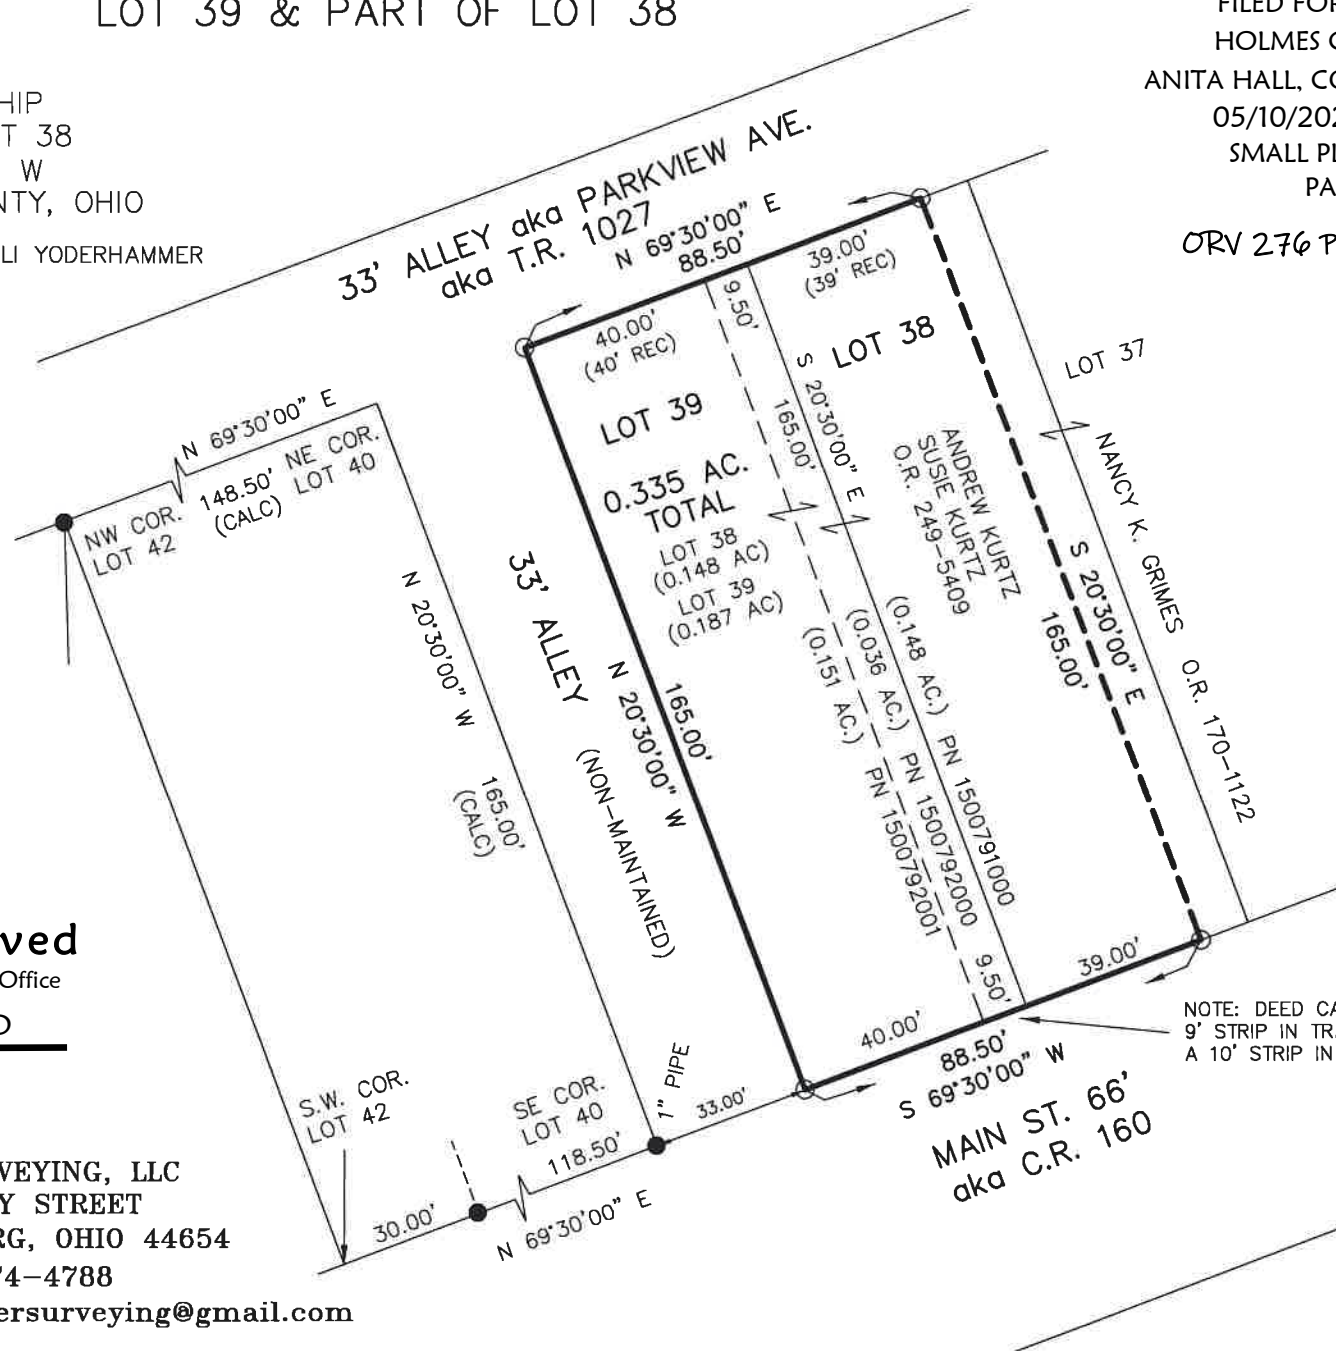 LOT 39 & PART OF LOT 38
HIP
T 38
W
NTY, OHIO
LI YODERHAMMER
FILED FOR
HOLMES C
ANITA HALL, CO
05/10/202
SMALL PL
PA
ORV 276 P
33' ALLEY aka PARKVIEW AVE.
aka T.R. 1027
N 69°30'00" E
88.50'
40.00'
(40' REC)
9.50'
39.00'
(39' REC)
LOT 39
LOT 38
LOT 37
0.335 AC.
TOTAL
LOT 38
(0.148 AC)
LOT 39
(0.187 AC)
165.00'
S 20°30'00" E
ANDREW KURTZ
SUSIE KURTZ
O.R. 249-5409
NANCY K. GRIMES O.R. 170-1122
S 20°30'00" E
165.00'
(0.148 AC.) PN 1500791000
(0.036 AC.) PN 1500792000
(0.151 AC.) PN 1500792001
N 69°30'00" E
148.50'
(CALC)
NE COR.
LOT 40
NW COR.
LOT 42
N 20°30'00" W
165.00'
(CALC)
33' ALLEY
(NON-MAINTAINED)
N 20°30'00" W
165.00'
40.00'
9.50'
39.00'
88.50'
S 69°30'00" W
MAIN ST. 66'
aka C.R. 160
NOTE: DEED CA
9' STRIP IN TR
A 10' STRIP IN
1" PIPE
33.00'
SE COR.
LOT 40
118.50'
N 69°30'00" E
30.00'
S.W. COR.
LOT 42
ved
Office
VEYING, LLC
Y STREET
RG, OHIO 44654
74-4788
ersurveying@gmail.com